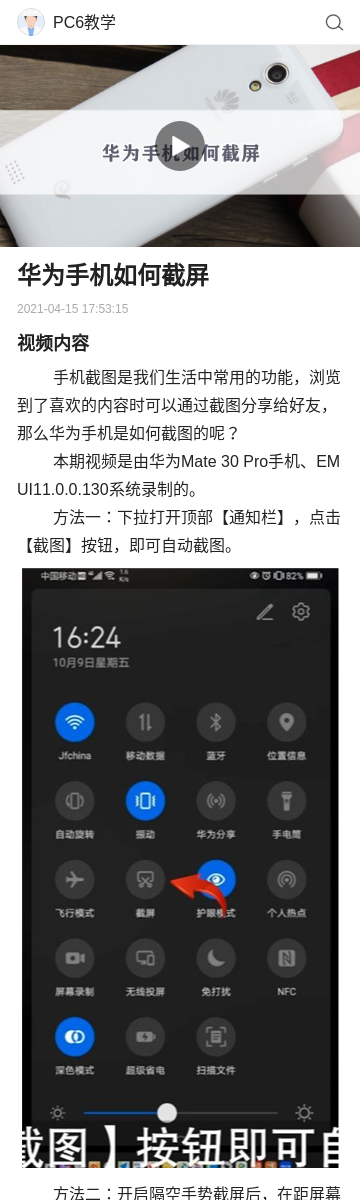 PC6教学
华为手机如何截屏
华为手机如何截屏
2021-04-15 17:53:15
视频内容
手机截图是我们生活中常用的功能，浏览
到了喜欢的内容时可以通过截图分享给好友，
那么华为手机是如何截图的呢？
本期视频是由华为Mate 30 Pro手机、EM
UI11.0.0.130系统录制的。
方法一：下拉打开顶部【通知栏】，点击
【截图】按钮，即可自动截图。
中国移动 1.6 K/s 82%
16:24
10月9日星期五
Jfchina 移动数据 蓝牙 位置信息
自动旋转 振动 华为分享 手电筒
飞行模式 截屏 护眼模式 个人热点
屏幕录制 无线投屏 免打扰 NFC
深色模式 超级省电 扫描文件
截图】按钮即可自
方法二：开启隔空手势截屏后，在距屏幕